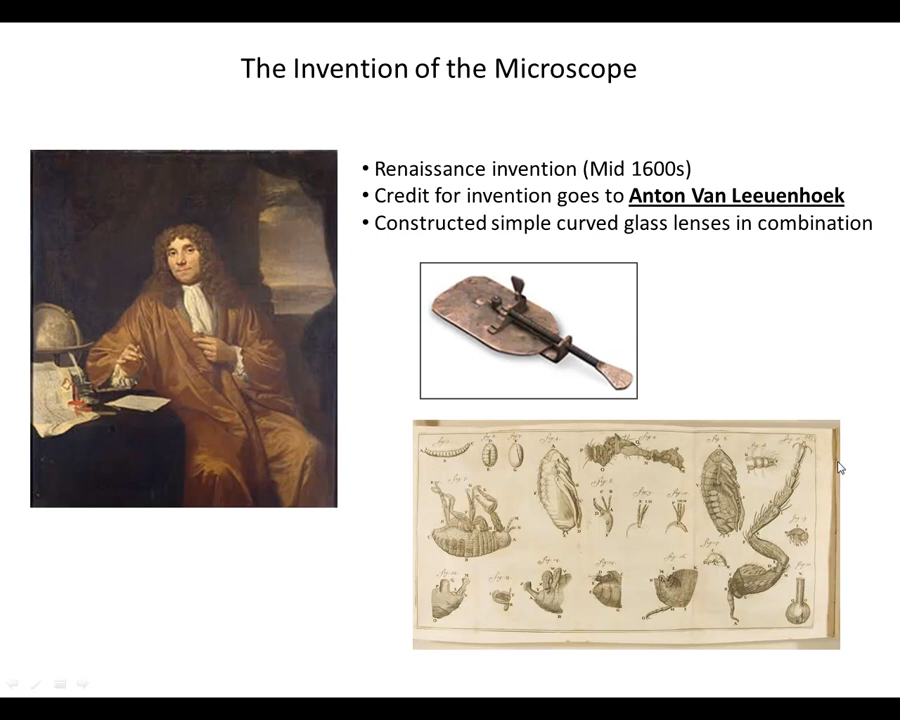 The Invention of the Microscope
• Renaissance invention (Mid 1600s)
• Credit for invention goes to Anton Van Leeuenhoek
• Constructed simple curved glass lenses in combination